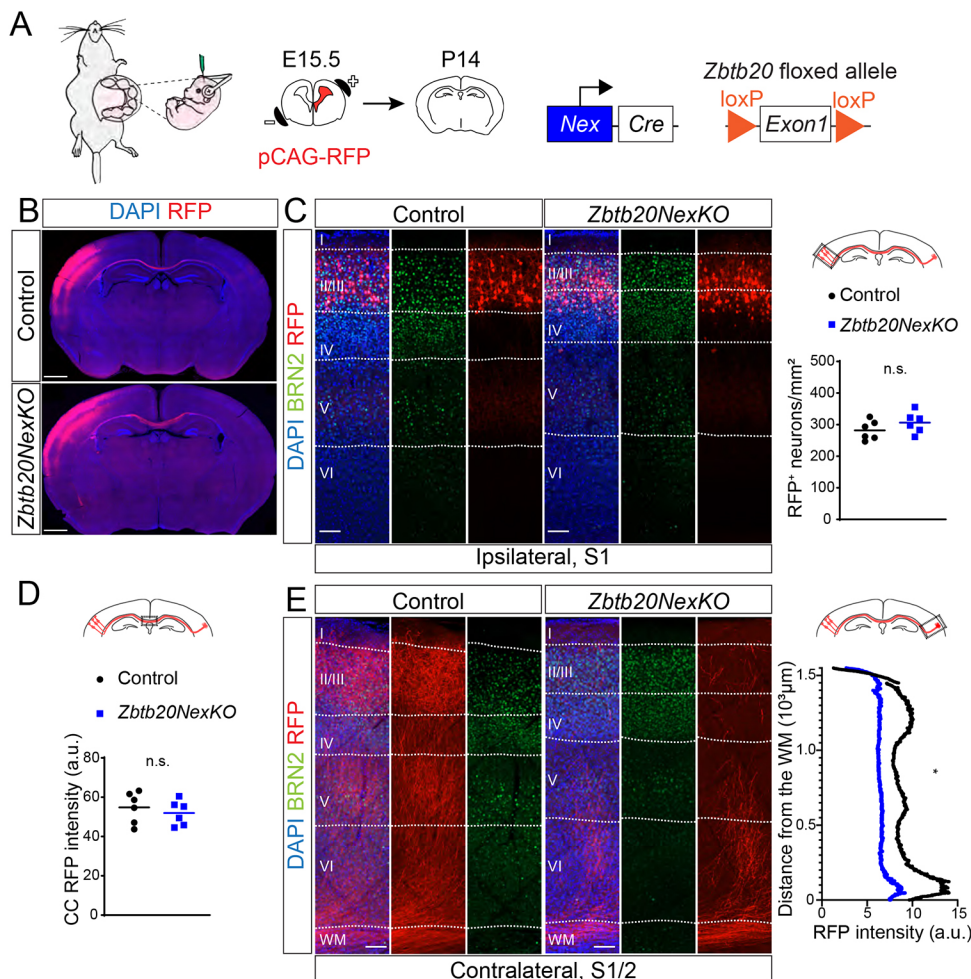 A
E15.5
P14
Zbtb20 floxed allele
loxP
loxP
+
-
Nex
Cre
Exon1
pCAG-RFP
B
DAPI RFP
Control
Zbtb20NexKO
C
Control
Zbtb20NexKO
DAPI BRN2 RFP
I
II/III
IV
V
VI
I
II/III
IV
V
VI
Ipsilateral, S1
Control
Zbtb20NexKO
n.s.
RFP⁺ neurons/mm²
500
400
300
200
100
0
D
Control
Zbtb20NexKO
n.s.
CC RFP intensity (a.u.)
80
60
40
20
0
E
Control
Zbtb20NexKO
DAPI BRN2 RFP
I
II/III
IV
V
VI
WM
I
II/III
IV
V
VI
WM
Contralateral, S1/2
Distance from the WM (10³µm)
1.5
1.0
0.5
0
*
0 5 10 15
RFP intensity (a.u.)